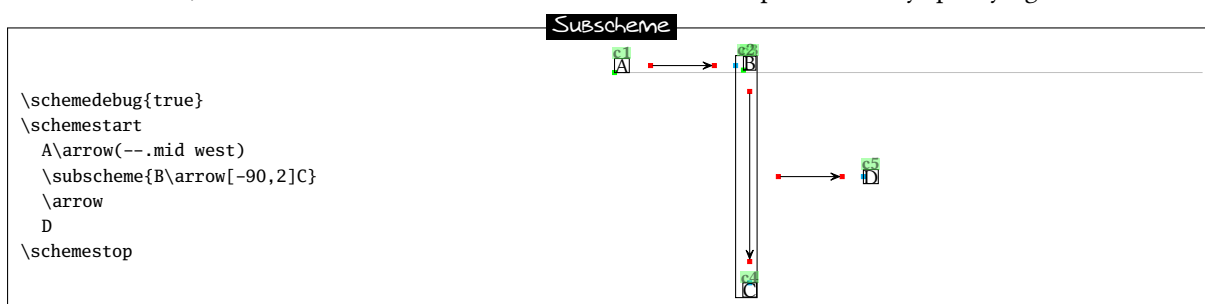 Subscheme
\schemedebug{true}
\schemestart
A\arrow(--.mid west)
\subscheme{B\arrow[-90,2]C}
\arrow
D
\schemestop
c1
A
c2
B
c5
D
c4
C